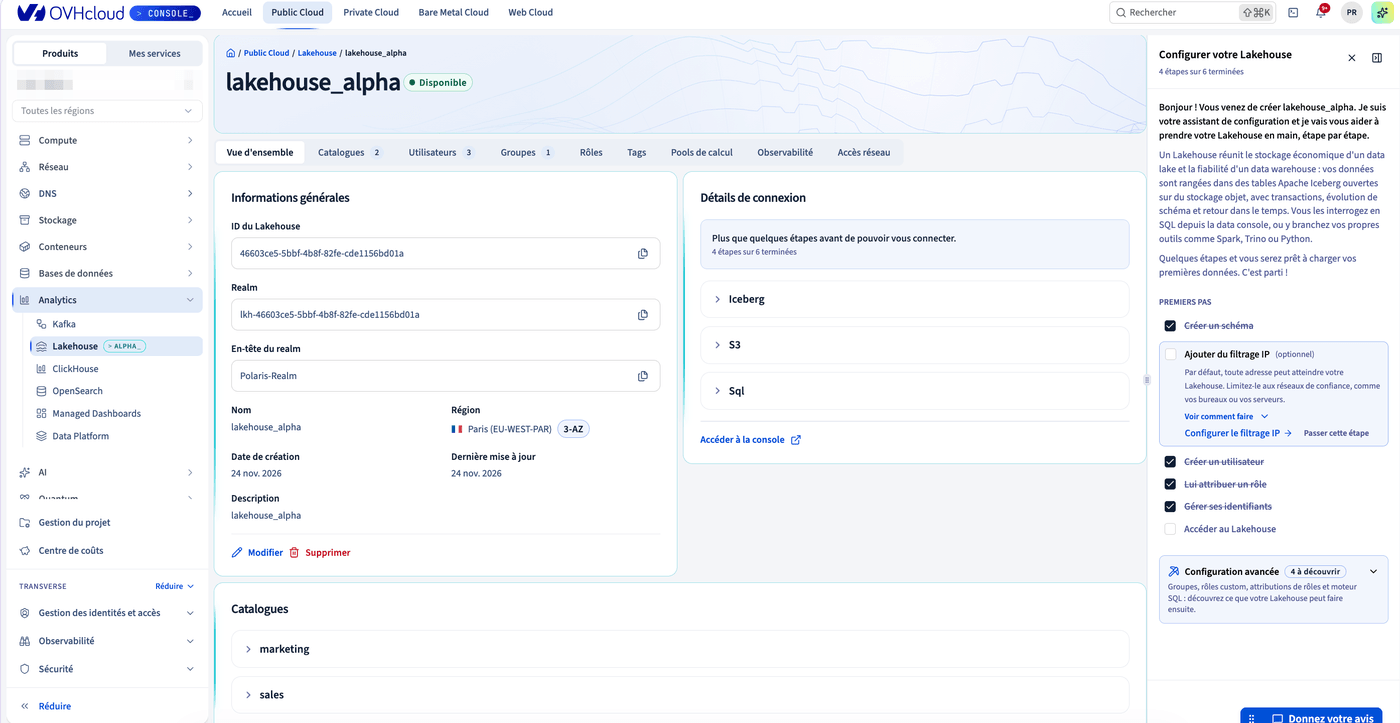 OVHcloud > CONSOLE_
Accueil
Public Cloud
Private Cloud
Bare Metal Cloud
Web Cloud
Rechercher
⇧⌘K
9+
PR
Produits
Mes services
Toutes les régions
Compute
Réseau
DNS
Stockage
Conteneurs
Bases de données
Analytics
Kafka
Lakehouse > ALPHA_
ClickHouse
OpenSearch
Managed Dashboards
Data Platform
AI
Quantum
Gestion du projet
Centre de coûts
TRANSVERSE
Réduire
Gestion des identités et accès
Observabilité
Sécurité
Réduire
/ Public Cloud / Lakehouse / lakehouse_alpha
lakehouse_alpha
Disponible
Vue d'ensemble
Catalogues 2
Utilisateurs 3
Groupes 1
Rôles
Tags
Pools de calcul
Observabilité
Accès réseau
Informations générales
ID du Lakehouse
46603ce5-5bbf-4b8f-82fe-cde1156bd01a
Realm
lkh-46603ce5-5bbf-4b8f-82fe-cde1156bd01a
En-tête du realm
Polaris-Realm
Nom
lakehouse_alpha
Région
Paris (EU-WEST-PAR) 3-AZ
Date de création
24 nov. 2026
Dernière mise à jour
24 nov. 2026
Description
lakehouse_alpha
Modifier
Supprimer
Détails de connexion
Plus que quelques étapes avant de pouvoir vous connecter.
4 étapes sur 6 terminées
Iceberg
S3
Sql
Accéder à la console
Catalogues
marketing
sales
Configurer votre Lakehouse
4 étapes sur 6 terminées
Bonjour ! Vous venez de créer lakehouse_alpha. Je suis
votre assistant de configuration et je vais vous aider à
prendre votre Lakehouse en main, étape par étape.
Un Lakehouse réunit le stockage économique d'un data
lake et la fiabilité d'un data warehouse : vos données
sont rangées dans des tables Apache Iceberg ouvertes
sur du stockage objet, avec transactions, évolution de
schéma et retour dans le temps. Vous les interrogez en
SQL depuis la data console, ou y branchez vos propres
outils comme Spark, Trino ou Python.
Quelques étapes et vous serez prêt à charger vos
premières données. C'est parti !
PREMIERS PAS
Créer un schéma
Ajouter du filtrage IP (optionnel)
Par défaut, toute adresse peut atteindre votre
Lakehouse. Limitez-le aux réseaux de confiance, comme
vos bureaux ou vos serveurs.
Voir comment faire
Configurer le filtrage IP →
Passer cette étape
Créer un utilisateur
Lui attribuer un rôle
Gérer ses identifiants
Accéder au Lakehouse
Configuration avancée 4 à découvrir
Groupes, rôles custom, attributions de rôles et moteur
SQL : découvrez ce que votre Lakehouse peut faire
ensuite.
Donnez votre avis